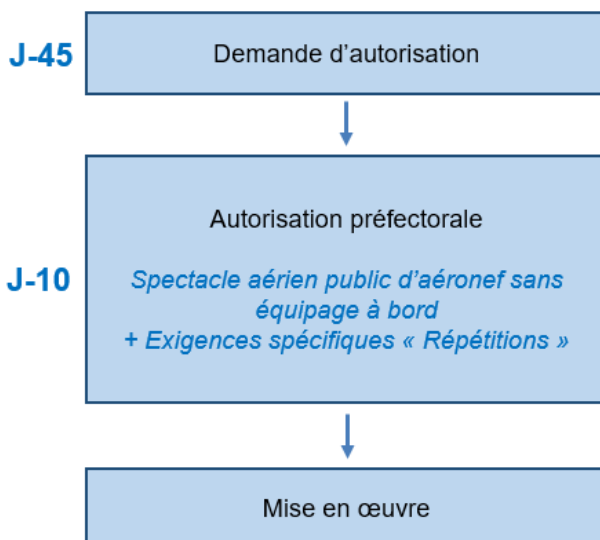 J-45
Demande d’autorisation
Autorisation préfectorale
J-10
Spectacle aérien public d’aéronef sans
équipage à bord
+ Exigences spécifiques « Répétitions »
Mise en œuvre